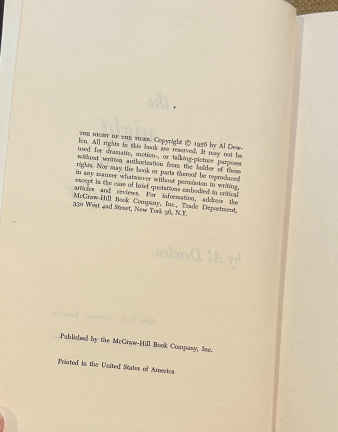 THE NIGHT OF THE TIGER. Copyright © 1956 by Al Dew-
len. All rights in this book are reserved. It may not be
used for dramatic, motion-, or talking-picture purposes
without written authorization from the holder of these
rights. Nor may the book or parts thereof be reproduced
in any manner whatsoever without permission in writing,
except in the case of brief quotations embodied in critical
articles and reviews. For information, address the
McGraw-Hill Book Company, Inc., Trade Department,
330 West 42nd Street, New York 36, N.Y.
Published by the McGraw-Hill Book Company, Inc.
Printed in the United States of America